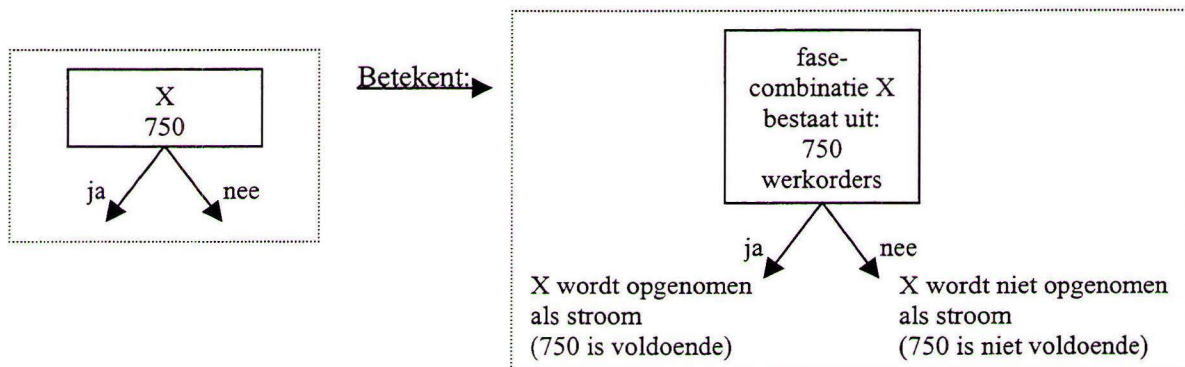 X
750
ja
nee
Betekent:
fase-
combinatie X
bestaat uit:
750
werkorders
ja
nee
X wordt opgenomen
als stroom
(750 is voldoende)
X wordt niet opgenomen
als stroom
(750 is niet voldoende)